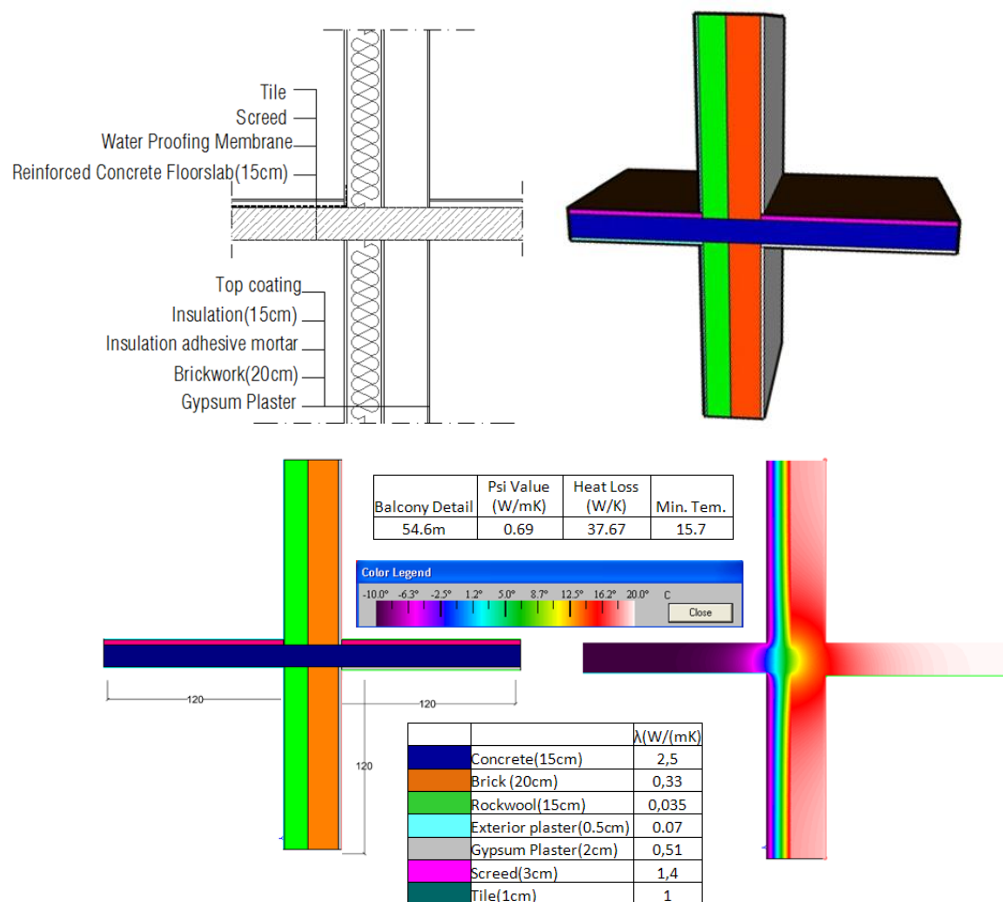 Tile
Screed
Water Proofing Membrane
Reinforced Concrete Floorslab(15cm)
Top coating
Insulation(15cm)
Insulation adhesive mortar
Brickwork(20cm)
Gypsum Plaster
Balcony Detail Psi Value (W/mK) Heat Loss (W/K) Min. Tem.
54.6m 0.69 37.67 15.7
Color Legend
-10.0° -6.3° -2.5° 1.2° 5.0° 8.7° 12.5° 16.2° 20.0° C
Close
120
120
120
λ(W/(mK)
Concrete(15cm) 2,5
Brick (20cm) 0,33
Rockwool(15cm) 0,035
Exterior plaster(0.5cm) 0.07
Gypsum Plaster(2cm) 0,51
Screed(3cm) 1,4
Tile(1cm) 1